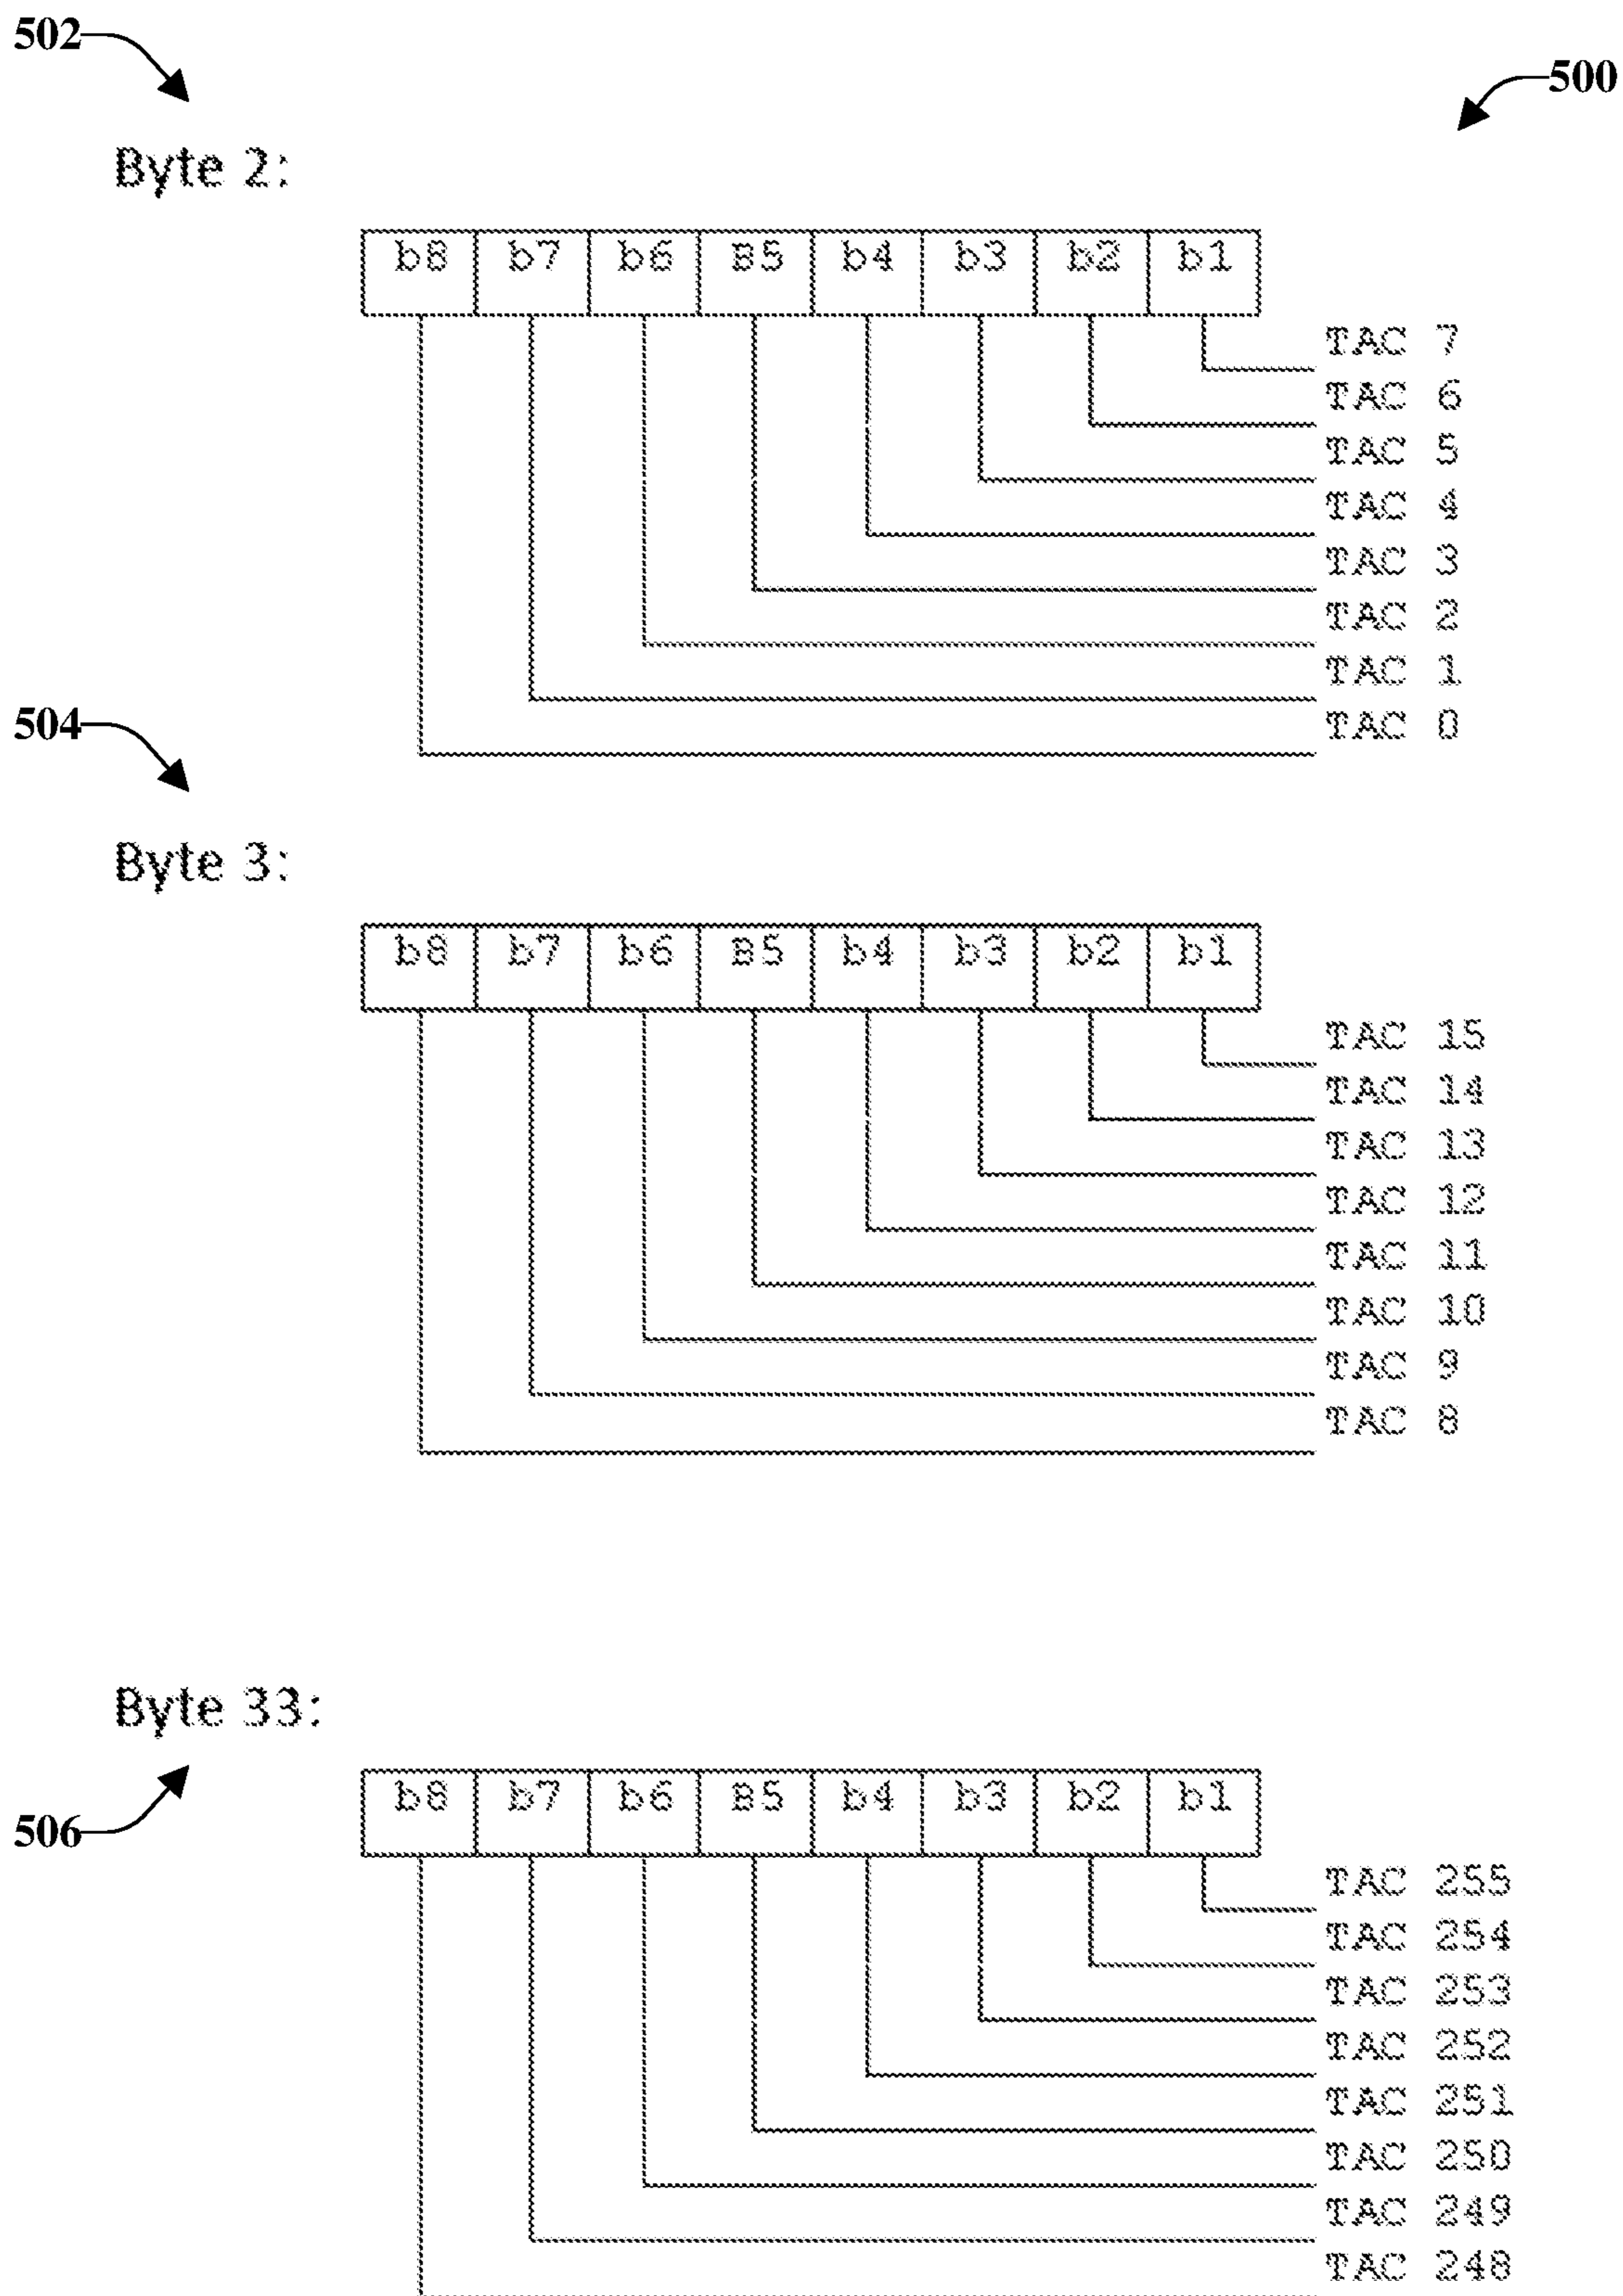 502
500
Byte 2:
b8 b7 b6 B5 b4 b3 b2 b1
TAC 7
TAC 6
TAC 5
TAC 4
TAC 3
TAC 2
TAC 1
TAC 0
504
Byte 3:
b8 b7 b6 B5 b4 b3 b2 b1
TAC 15
TAC 14
TAC 13
TAC 12
TAC 11
TAC 10
TAC 9
TAC 8
Byte 33:
506
b8 b7 b6 B5 b4 b3 b2 b1
TAC 255
TAC 254
TAC 253
TAC 252
TAC 251
TAC 250
TAC 249
TAC 248